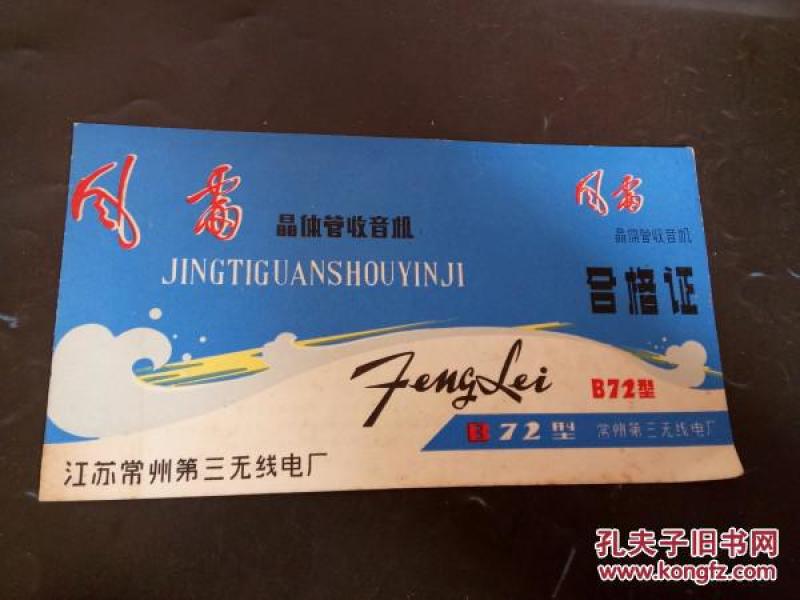 风雷 晶体管收音机
JINGTIGUANSHOUYINJI
FengLei
B72型
江苏常州第三无线电厂
风雷
晶体管收音机
合格证
B72型
常州第三无线电厂
孔夫子旧书网
www.kongfz.com